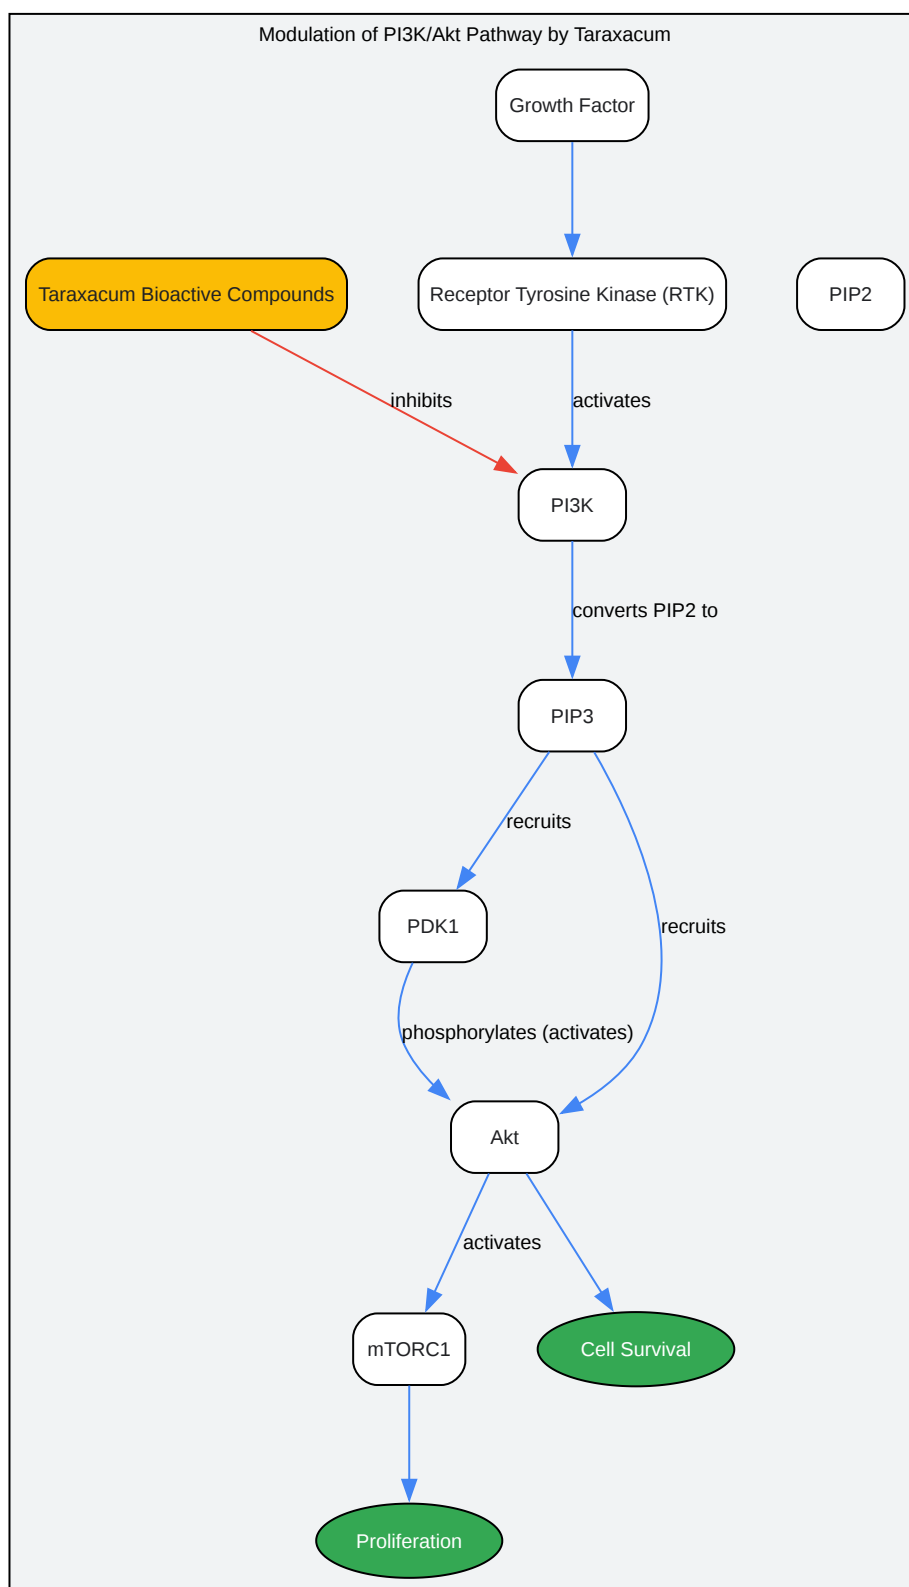 Modulation of PI3K/Akt Pathway by Taraxacum
Growth Factor
Taraxacum Bioactive Compounds
Receptor Tyrosine Kinase (RTK)
PIP2
inhibits
activates
PI3K
converts PIP2 to
PIP3
recruits
PDK1
recruits
phosphorylates (activates)
Akt
activates
mTORC1
Cell Survival
Proliferation